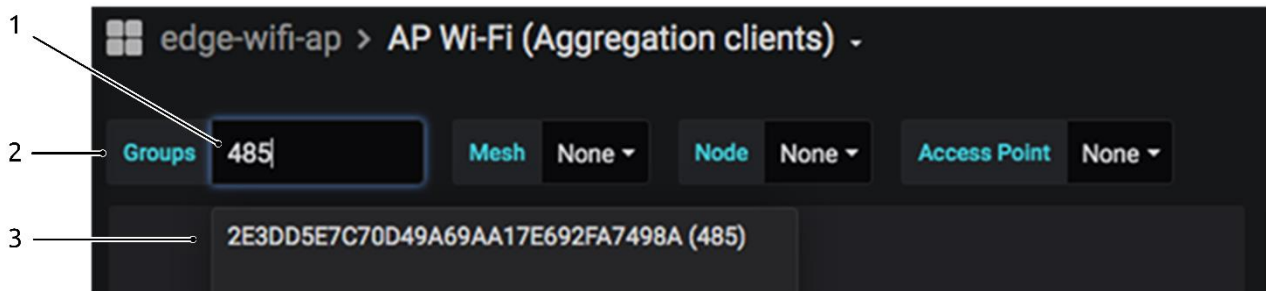 1
edge-wifi-ap > AP Wi-Fi (Aggregation clients)
2
Groups 485 Mesh None Node None Access Point None
3
2E3DD5E7C70D49A69AA17E692FA7498A (485)